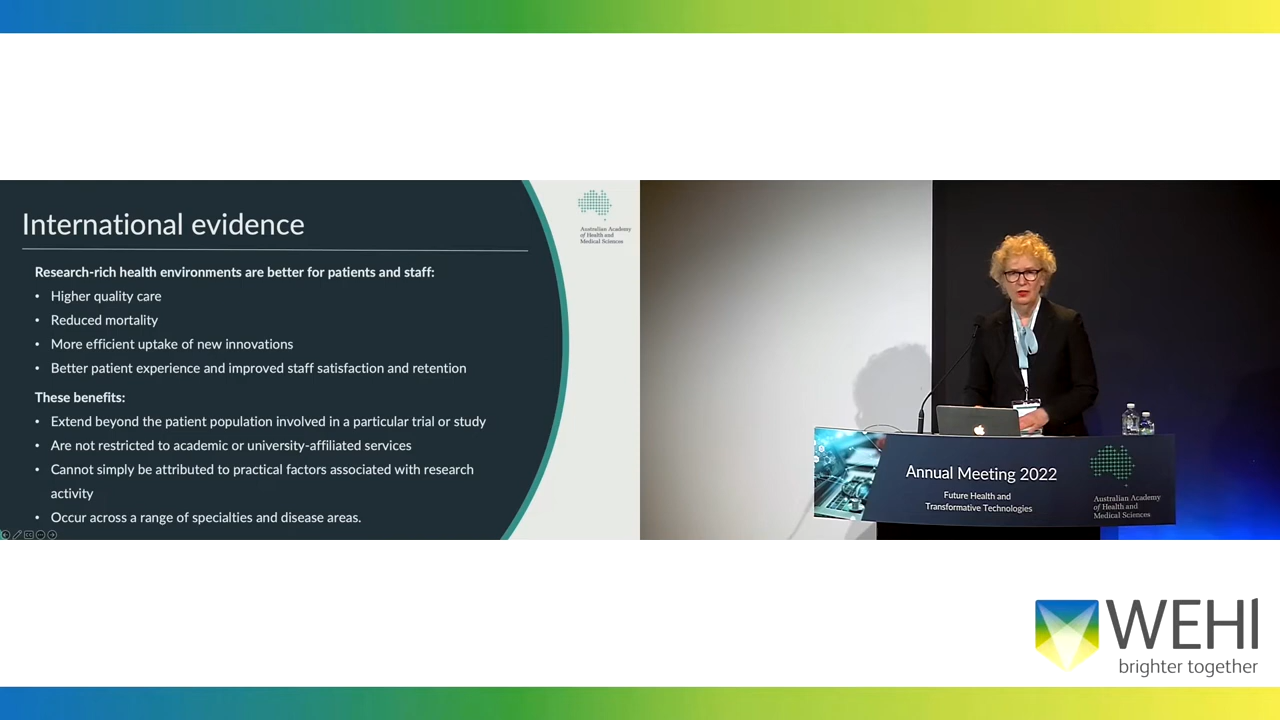 International evidence
Research-rich health environments are better for patients and staff:
• Higher quality care
• Reduced mortality
• More efficient uptake of new innovations
• Better patient experience and improved staff satisfaction and retention
These benefits:
• Extend beyond the patient population involved in a particular trial or study
• Are not restricted to academic or university-affiliated services
• Cannot simply be attributed to practical factors associated with research
activity
• Occur across a range of specialties and disease areas.
Australian Academy
of Health and
Medical Sciences
Annual Meeting 2022
Future Health and
Transformative Technologies
Australian Academy
of Health and
Medical Sciences
WEHI
brighter together